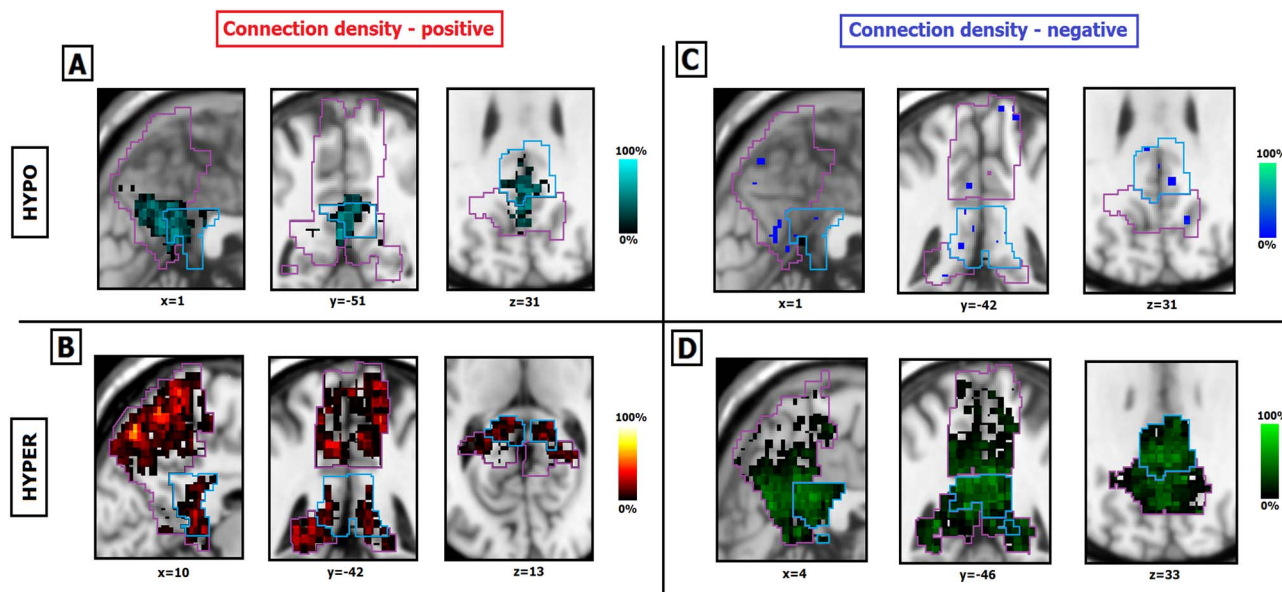 Connection density - positive
Connection density - negative
A
C
HYPO
100%
0%
100%
0%
x=1
y=-51
z=31
x=1
y=-42
z=31
B
D
HYPER
100%
0%
100%
0%
x=10
y=-42
z=13
x=4
y=-46
z=33